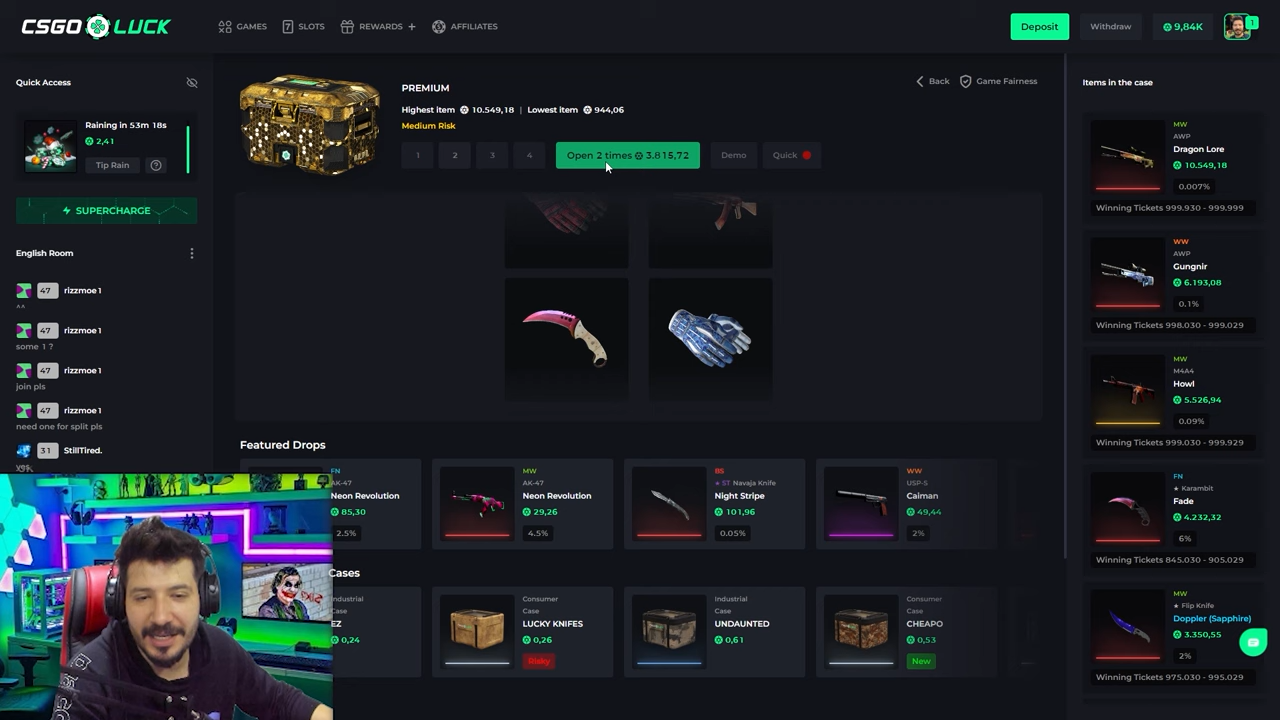 CSGO LUCK
GAMES
7 SLOTS
REWARDS +
AFFILIATES
Deposit
Withdraw
9,84K
1
Quick Access
Raining in 53m 18s
2,41
Tip Rain
?
SUPERCHARGE
English Room
47 rizzmoe1
^^
47 rizzmoe1
some 1 ?
47 rizzmoe1
join pls
47 rizzmoe1
need one for split pls
31 StillTired.
PREMIUM
Highest item 10.549,18 | Lowest item 944,06
Medium Risk
Back
Game Fairness
1
2
3
4
Open 2 times 3.815,72
Demo
Quick
Featured Drops
FN
AK-47
Neon Revolution
85,30
2.5%
MW
AK-47
Neon Revolution
29,26
4.5%
BS
★ ST Navaja Knife
Night Stripe
101,96
0.05%
WW
USP-S
Caiman
49,44
2%
Cases
Industrial
Case
EZ
0,24
Consumer
Case
LUCKY KNIFES
0,26
Risky
Industrial
Case
UNDAUNTED
0,61
Consumer
Case
CHEAPO
0,53
New
Items in the case
MW
AWP
Dragon Lore
10.549,18
0.007%
Winning Tickets 999.930 - 999.999
WW
AWP
Gungnir
6.193,08
0.1%
Winning Tickets 998.030 - 999.029
MW
M4A4
Howl
5.526,94
0.09%
Winning Tickets 999.030 - 999.929
FN
★ Karambit
Fade
4.232,32
6%
Winning Tickets 845.030 - 905.029
MW
★ Flip Knife
Doppler (Sapphire)
3.350,55
2%
Winning Tickets 975.030 - 995.029